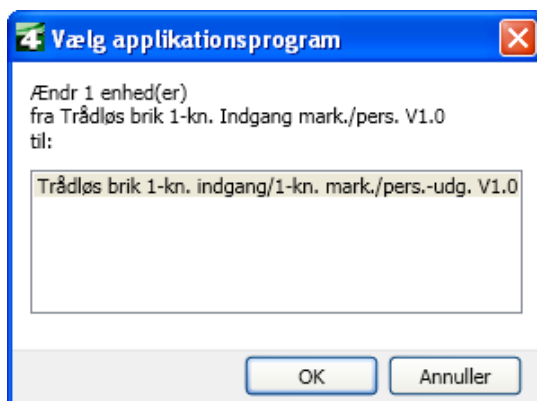 4 Vælg applikationsprogram
Ændr 1 enhed(er)
fra Trådløs brik 1-kn. Indgang mark./pers. V1.0
til:
Trådløs brik 1-kn. indgang/1-kn. mark./pers.-udg. V1.0
OK Annuller